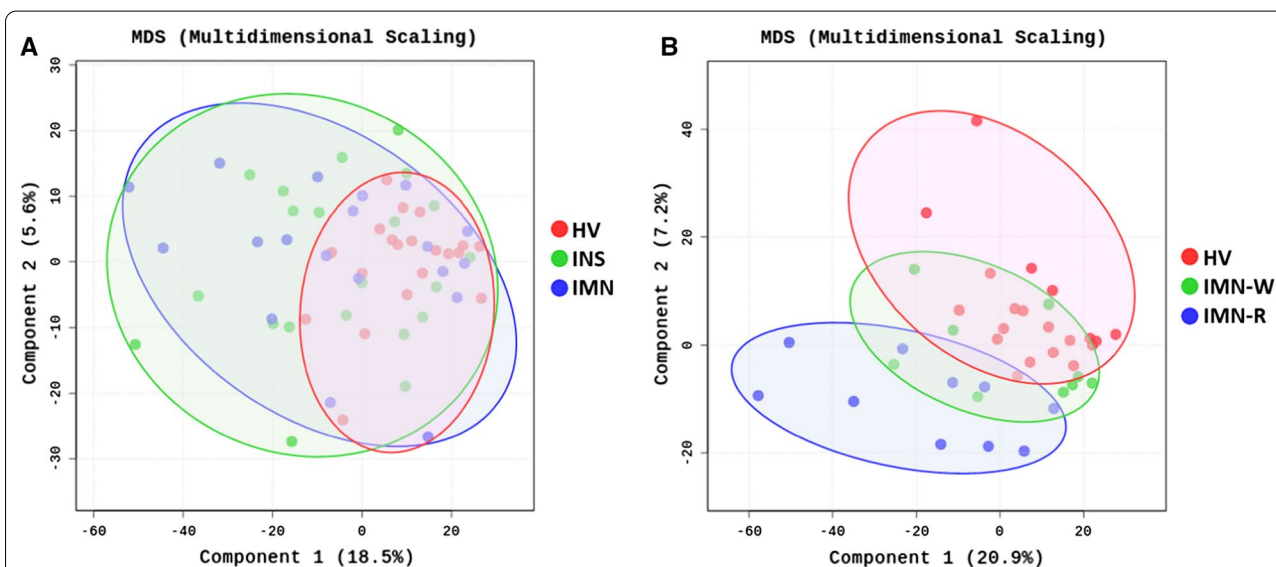 A
MDS (Multidimensional Scaling)
30
20
10
0
-10
-20
-30
Component 2 (5.6%)
-60
-40
-20
0
20
Component 1 (18.5%)
HV
INS
IMN
B
MDS (Multidimensional Scaling)
40
20
0
-20
Component 2 (7.2%)
-60
-40
-20
0
20
Component 1 (20.9%)
HV
IMN-W
IMN-R